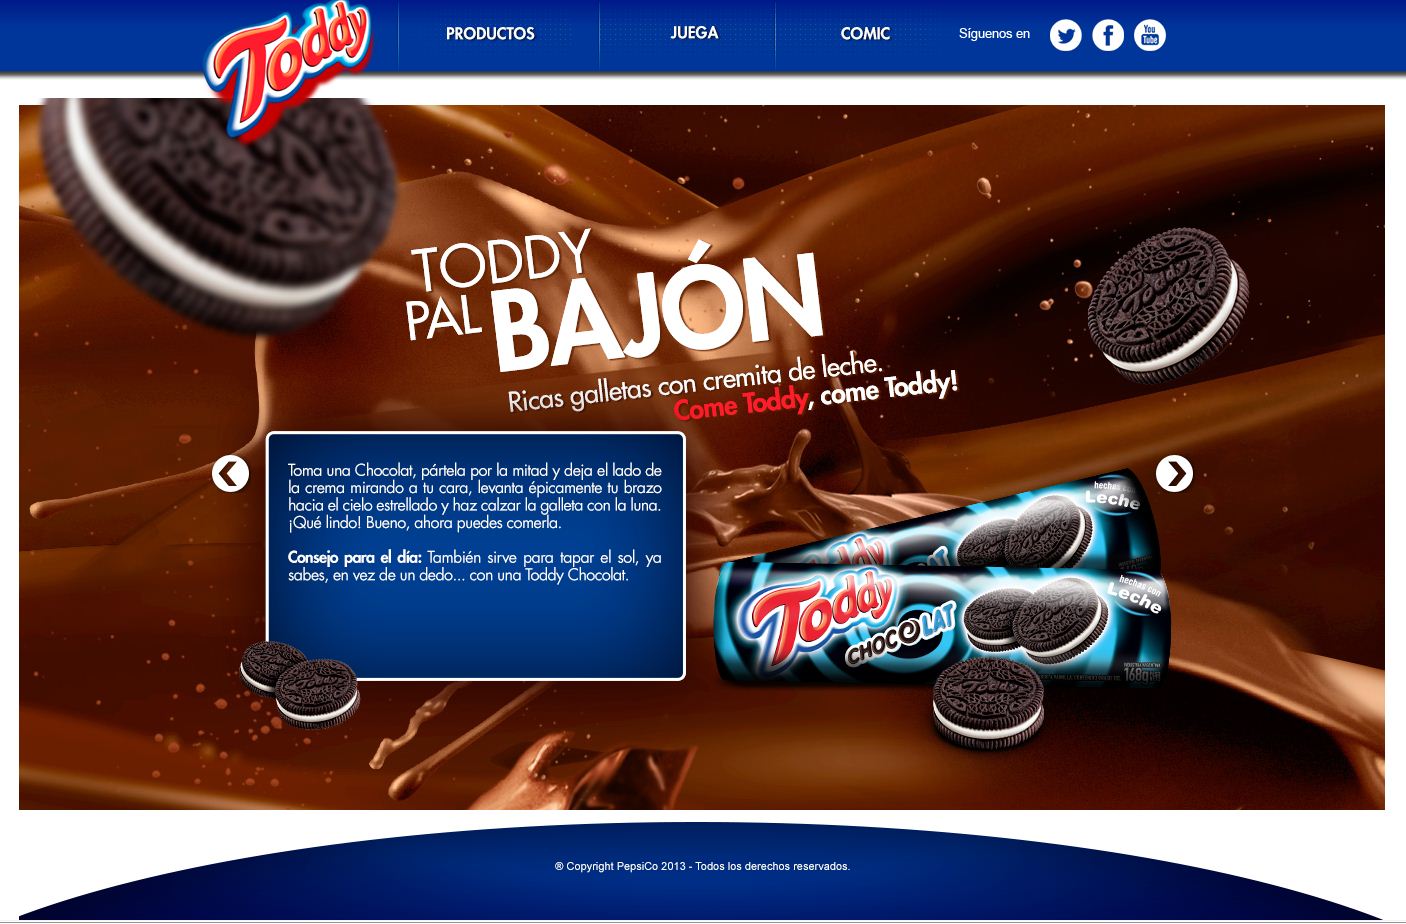 Toddy
PRODUCTOS
JUEGA
COMIC
Síguenos en
You
Tube
TODDY
PAL BAJÓN
Ricas galletas con cremita de leche.
Come Toddy, come Toddy!
Toma una Chocolat, pártela por la mitad y deja el lado de
la crema mirando a tu cara, levanta épicamente tu brazo
hacia el cielo estrellado y haz calzar la galleta con la luna.
¡Qué lindo! Bueno, ahora puedes comerla.
Consejo para el día: También sirve para tapar el sol, ya
sabes, en vez de un dedo... con una Toddy Chocolat.
hechas con
Leche
Toddy
LAT
Toddy
CHOCOLAT
hechas con
Leche
INDUSTRIA ARGENTINA
168g
® Copyright PepsiCo 2013 - Todos los derechos reservados.